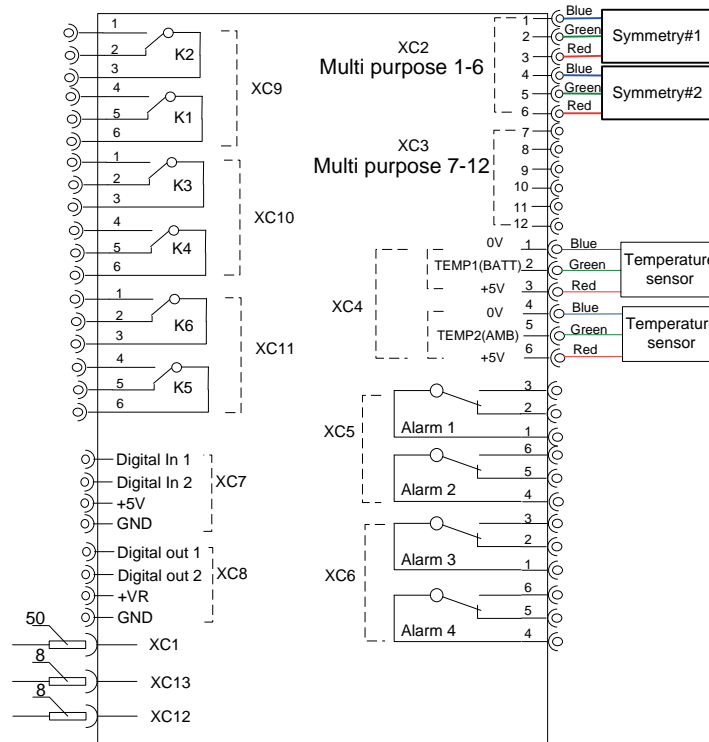 1
2
K2
3
4
5
K1
6
XC9
1
2
K3
3
4
5
K4
6
XC10
1
2
K6
3
4
5
K5
6
XC11
Digital In 1
Digital In 2
+5V
GND
XC7
Digital out 1
Digital out 2
+VR
GND
XC8
50
XC1
8
XC13
8
XC12
XC2
Multi purpose 1-6
1
Blue
2
Green
3
Red
Symmetry#1
4
Blue
5
Green
6
Red
Symmetry#2
XC3
Multi purpose 7-12
7
8
9
10
11
12
XC4
0V
1
Blue
TEMP1(BATT)
2
Green
+5V
3
Red
Temperature
sensor
0V
4
Blue
TEMP2(AMB)
5
Green
+5V
6
Red
Temperature
sensor
XC5
3
2
Alarm 1
1
6
5
Alarm 2
4
XC6
3
2
Alarm 3
1
6
5
Alarm 4
4